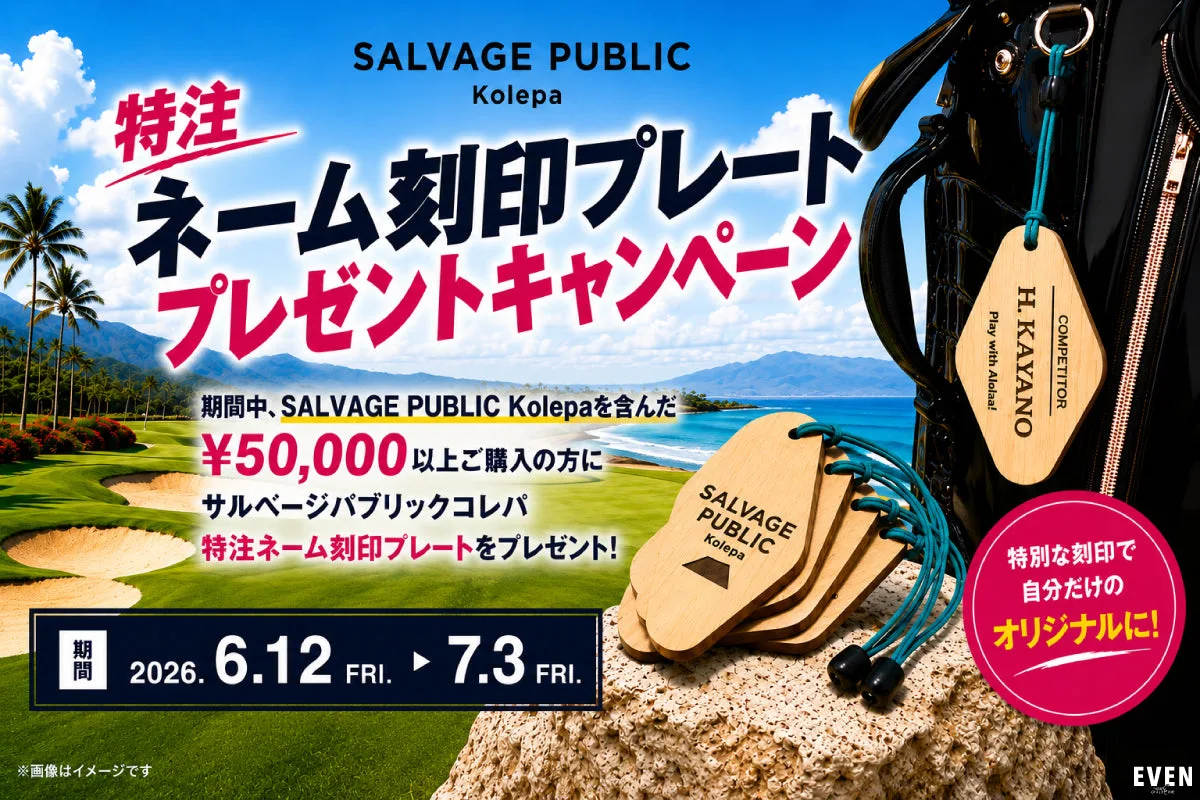 SALVAGE PUBLIC
Kolepa
特注
ネーム刻印プレート
プレゼントキャンペーン
期間中、SALVAGE PUBLIC Kolepaを含んだ
¥50,000以上ご購入の方に
サルベージパブリックコレパ
特注ネーム刻印プレートをプレゼント!
期間
2026. 6.12 FRI. ▶ 7.3 FRI.
※画像はイメージです
COMPETITOR
H. KAYANO
Play with Alolaa!
SALVAGE
PUBLIC
Kolepa
特別な刻印で
自分だけの
オリジナルに!
EVEN